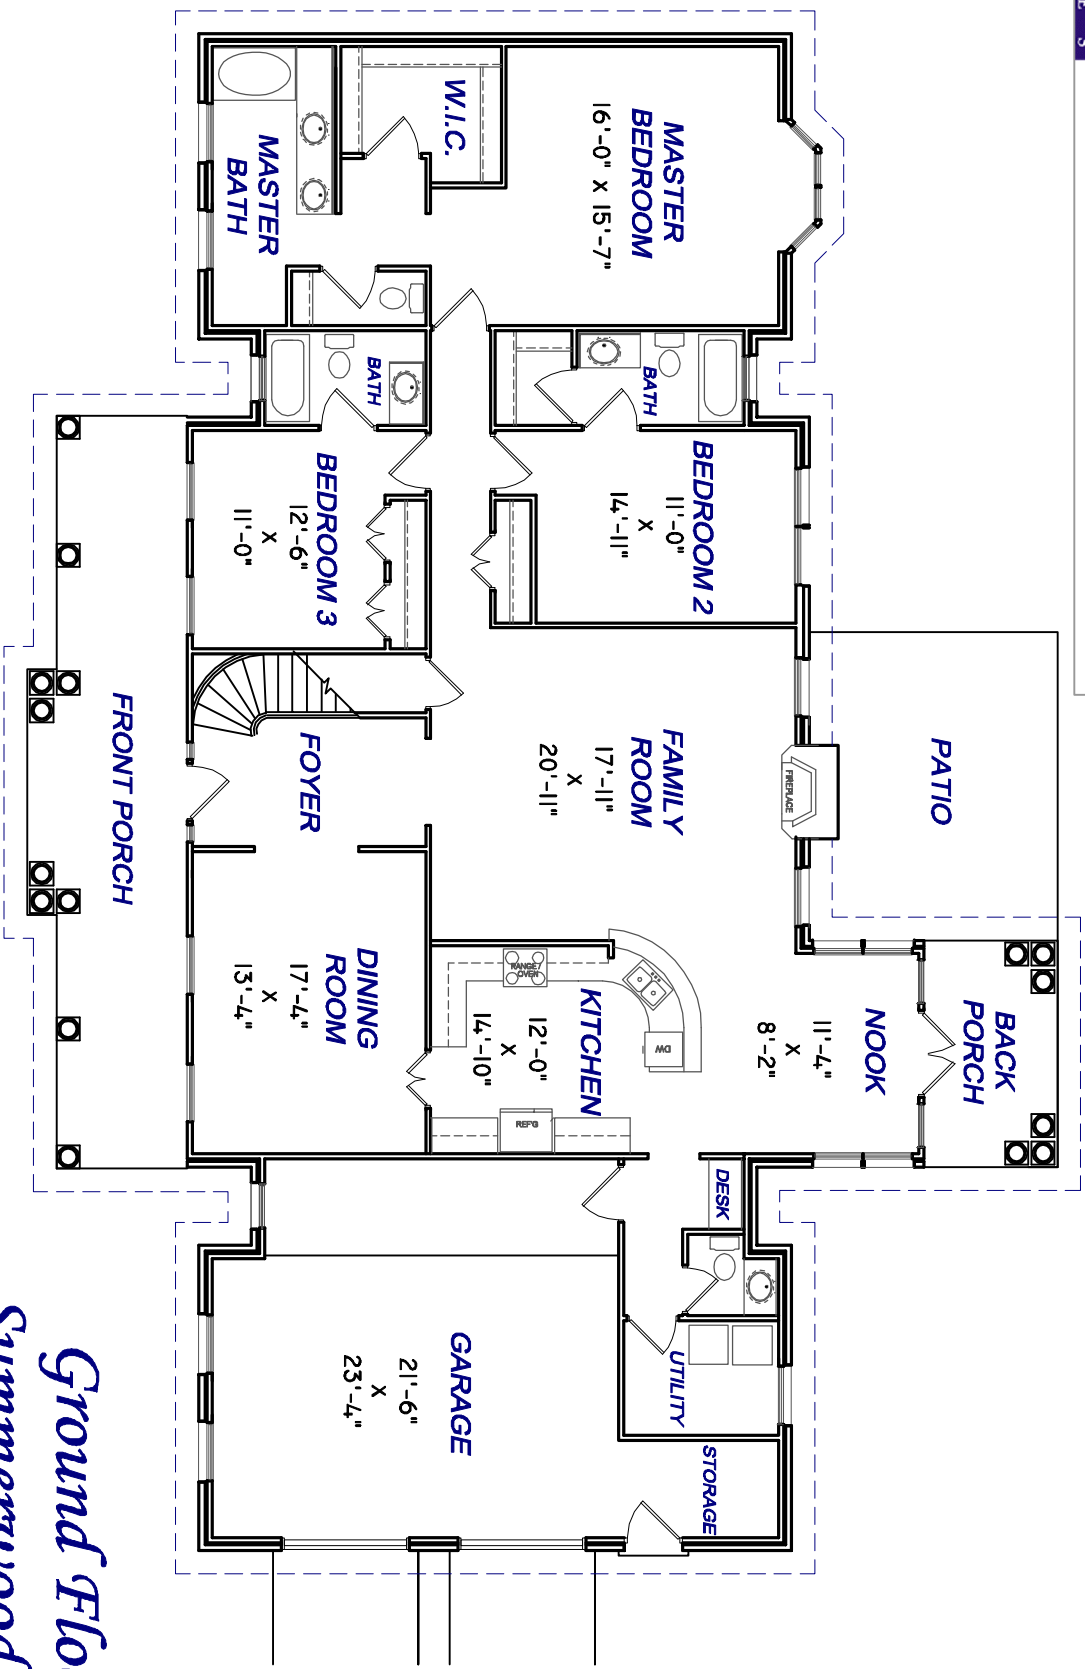 PATIO
BACK
PORCH
NOOK
11'-4"
x
8'-2"
FIREPLACE
MASTER
BEDROOM
16'-0" x 15'-7"
W.I.C.
MASTER
BATH
BATH
BATH
BEDROOM 2
11'-0"
x
14'-11"
BEDROOM 3
12'-6"
x
11'-0"
FAMILY
ROOM
17'-11"
x
20'-11"
FOYER
FRONT PORCH
DINING
ROOM
17'-4"
x
13'-4"
KITCHEN
12'-0"
x
14'-10"
RANGE/
OVEN
DW
REF'G
DESK
UTILITY
STORAGE
GARAGE
21'-6"
x
23'-4"
Ground Flo
Summerwood